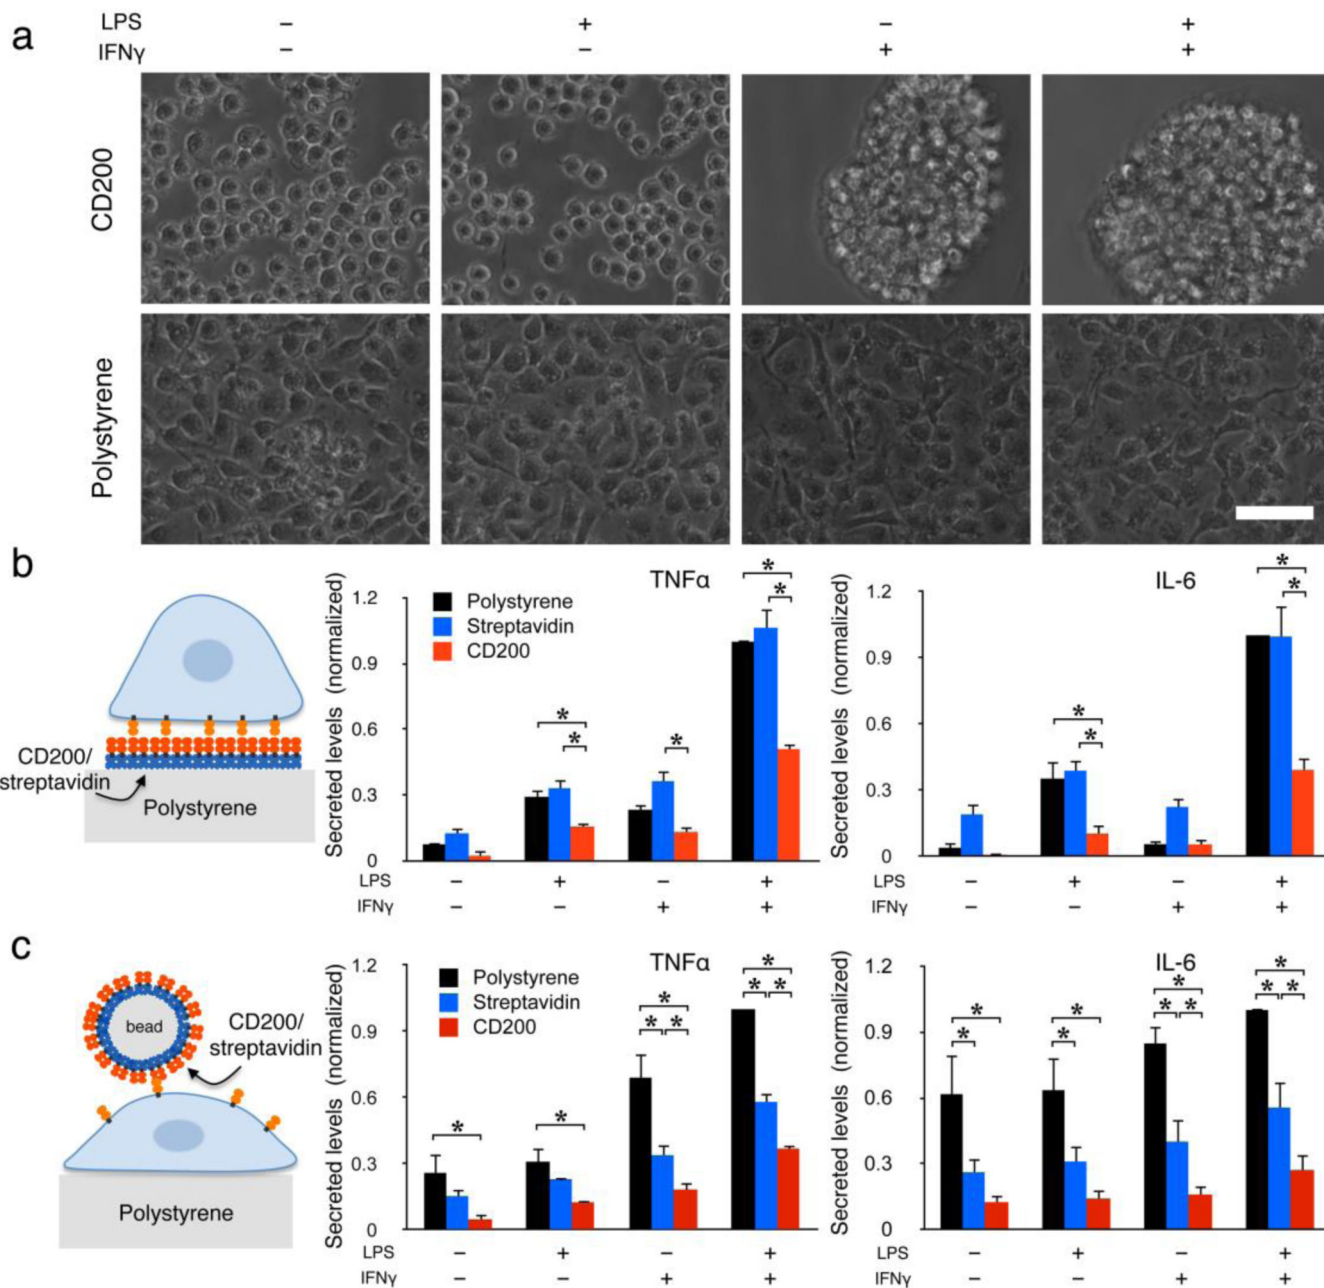 a
LPS – + – +
IFNγ – – + +
CD200
Polystyrene
b
CD200/
streptavidin
Polystyrene
TNFα
Secreted levels (normalized)
1.2
0.9
0.6
0.3
0
Polystyrene
Streptavidin
CD200
* * * * * 
LPS – + – +
IFNγ – – + +
IL-6
Secreted levels (normalized)
1.2
0.9
0.6
0.3
0
* * * *
LPS – + – +
IFNγ – – + +
c
bead
CD200/
streptavidin
Polystyrene
TNFα
Secreted levels (normalized)
1.2
0.9
0.6
0.3
0
Polystyrene
Streptavidin
CD200
* * * * * * * *
LPS – + – +
IFNγ – – + +
IL-6
Secreted levels (normalized)
1.2
0.9
0.6
0.3
0
* * * * * * * * * *
LPS – + – +
IFNγ – – + +